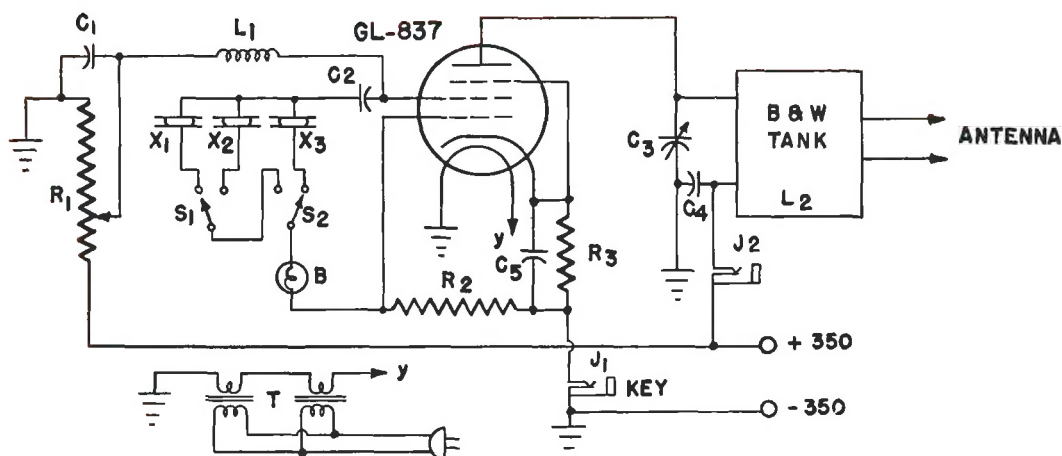 C1
L1
GL-837
C2
X1
X2
X3
R1
S1
S2
B
y
C5
R3
R2
C3
C4
B & W
TANK
L2
ANTENNA
J2
+ 350
J1
KEY
- 350
T
y